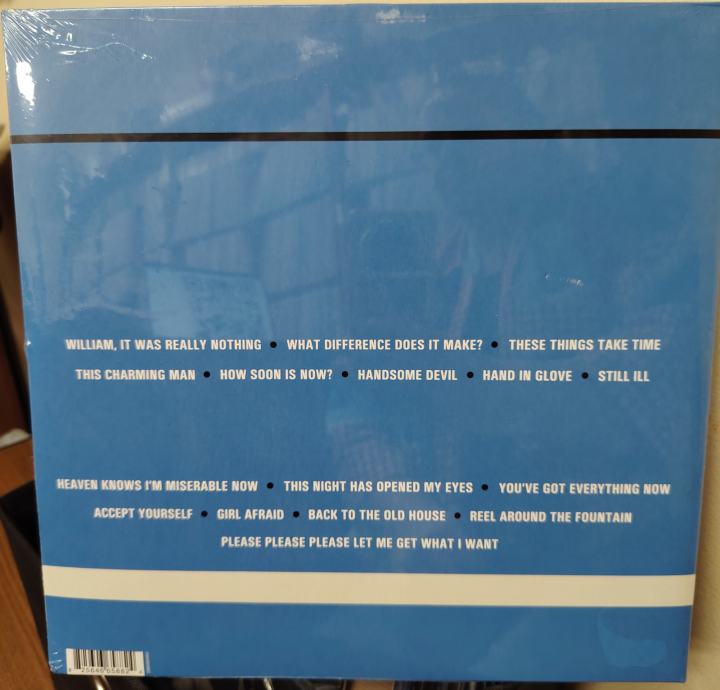 WILLIAM, IT WAS REALLY NOTHING • WHAT DIFFERENCE DOES IT MAKE? • THESE THINGS TAKE TIME
THIS CHARMING MAN • HOW SOON IS NOW? • HANDSOME DEVIL • HAND IN GLOVE • STILL ILL
HEAVEN KNOWS I'M MISERABLE NOW • THIS NIGHT HAS OPENED MY EYES • YOU'VE GOT EVERYTHING NOW
ACCEPT YOURSELF • GIRL AFRAID • BACK TO THE OLD HOUSE • REEL AROUND THE FOUNTAIN
PLEASE PLEASE PLEASE LET ME GET WHAT I WANT